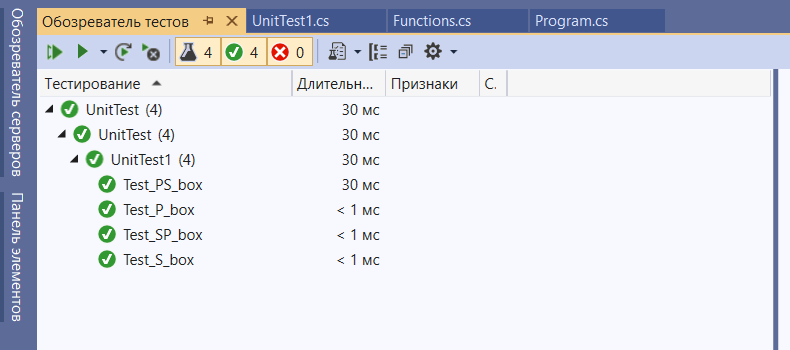 Обозреватель серверов
Панель элементов
Обозреватель тестов UnitTest1.cs Functions.cs Program.cs
4 4 0
Тестирование Длительн... Признаки С.
UnitTest (4) 30 мс
UnitTest (4) 30 мс
UnitTest1 (4) 30 мс
Test_PS_box 30 мс
Test_P_box < 1 мс
Test_SP_box < 1 мс
Test_S_box < 1 мс